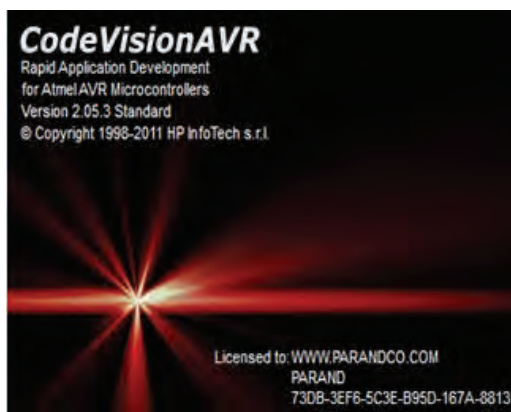 CodeVisionAVR
Rapid Application Development
for Atmel AVR Microcontrollers
Version 2.05.3 Standard
© Copyright 1998-2011 HP InfoTech s.r.l.
Licensed to: WWW.PARANDCO.COM
PARAND
73DB-3EF6-5C3E-B95D-167A-8813